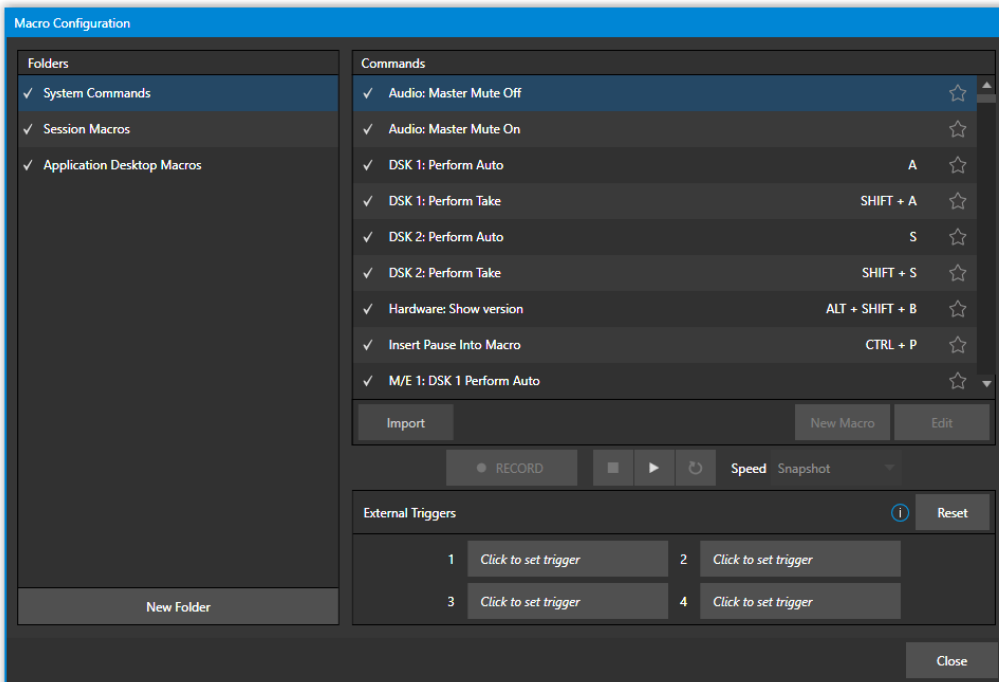 Macro Configuration
Folders
System Commands
Session Macros
Application Desktop Macros
New Folder
Commands
Audio: Master Mute Off
Audio: Master Mute On
DSK 1: Perform Auto A
DSK 1: Perform Take SHIFT + A
DSK 2: Perform Auto S
DSK 2: Perform Take SHIFT + S
Hardware: Show version ALT + SHIFT + B
Insert Pause Into Macro CTRL + P
M/E 1: DSK 1 Perform Auto
Import New Macro Edit
RECORD Speed Snapshot
External Triggers i Reset
1 Click to set trigger 2 Click to set trigger
3 Click to set trigger 4 Click to set trigger
Close